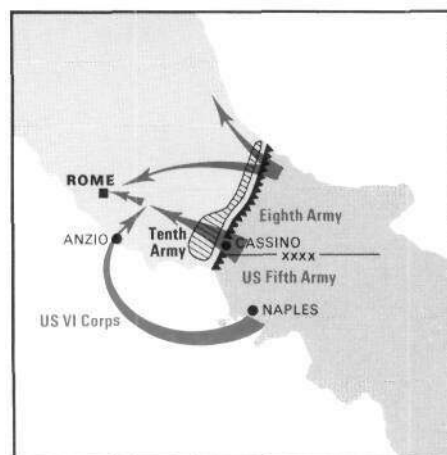 ROME
Eighth Army
ANZIO
Tenth
Army
CASSINO
XXXX
US Fifth Army
NAPLES
US VI Corps